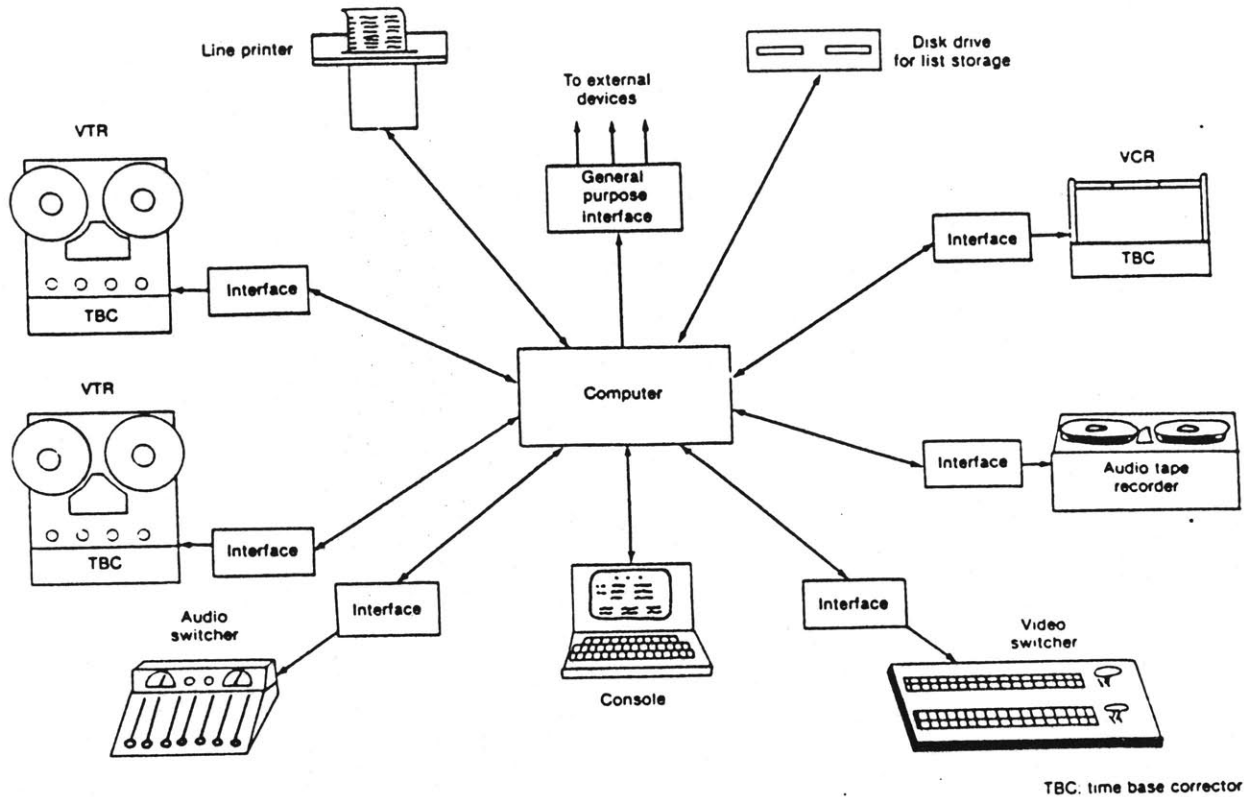 Line printer
Disk drive
for list storage
To external
devices
VTR
VCR
General
purpose
interface
Interface
TBC
Interface
TBC
Computer
VTR
Interface
Audio tape
recorder
Interface
TBC
Interface
Interface
Audio
switcher
Video
switcher
Console
TBC: time base corrector